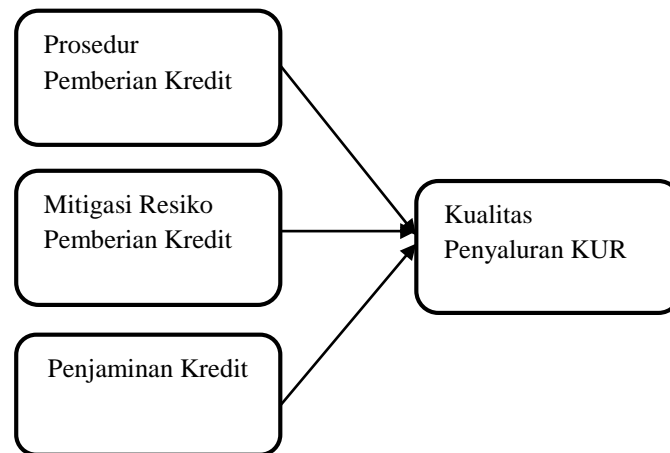 Prosedur
Pemberian Kredit
Mitigasi Resiko
Pemberian Kredit
Kualitas
Penyaluran KUR
Penjaminan Kredit